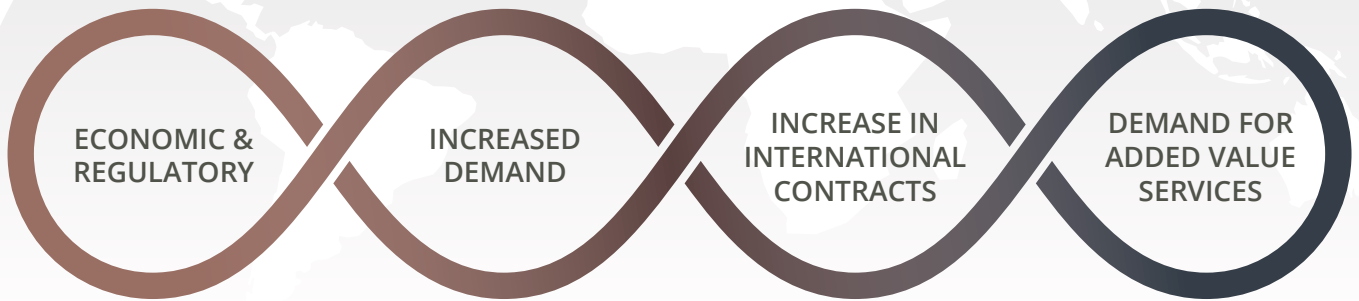 ECONOMIC &
REGULATORY
INCREASED
DEMAND
INCREASE IN
INTERNATIONAL
CONTRACTS
DEMAND FOR
ADDED VALUE
SERVICES